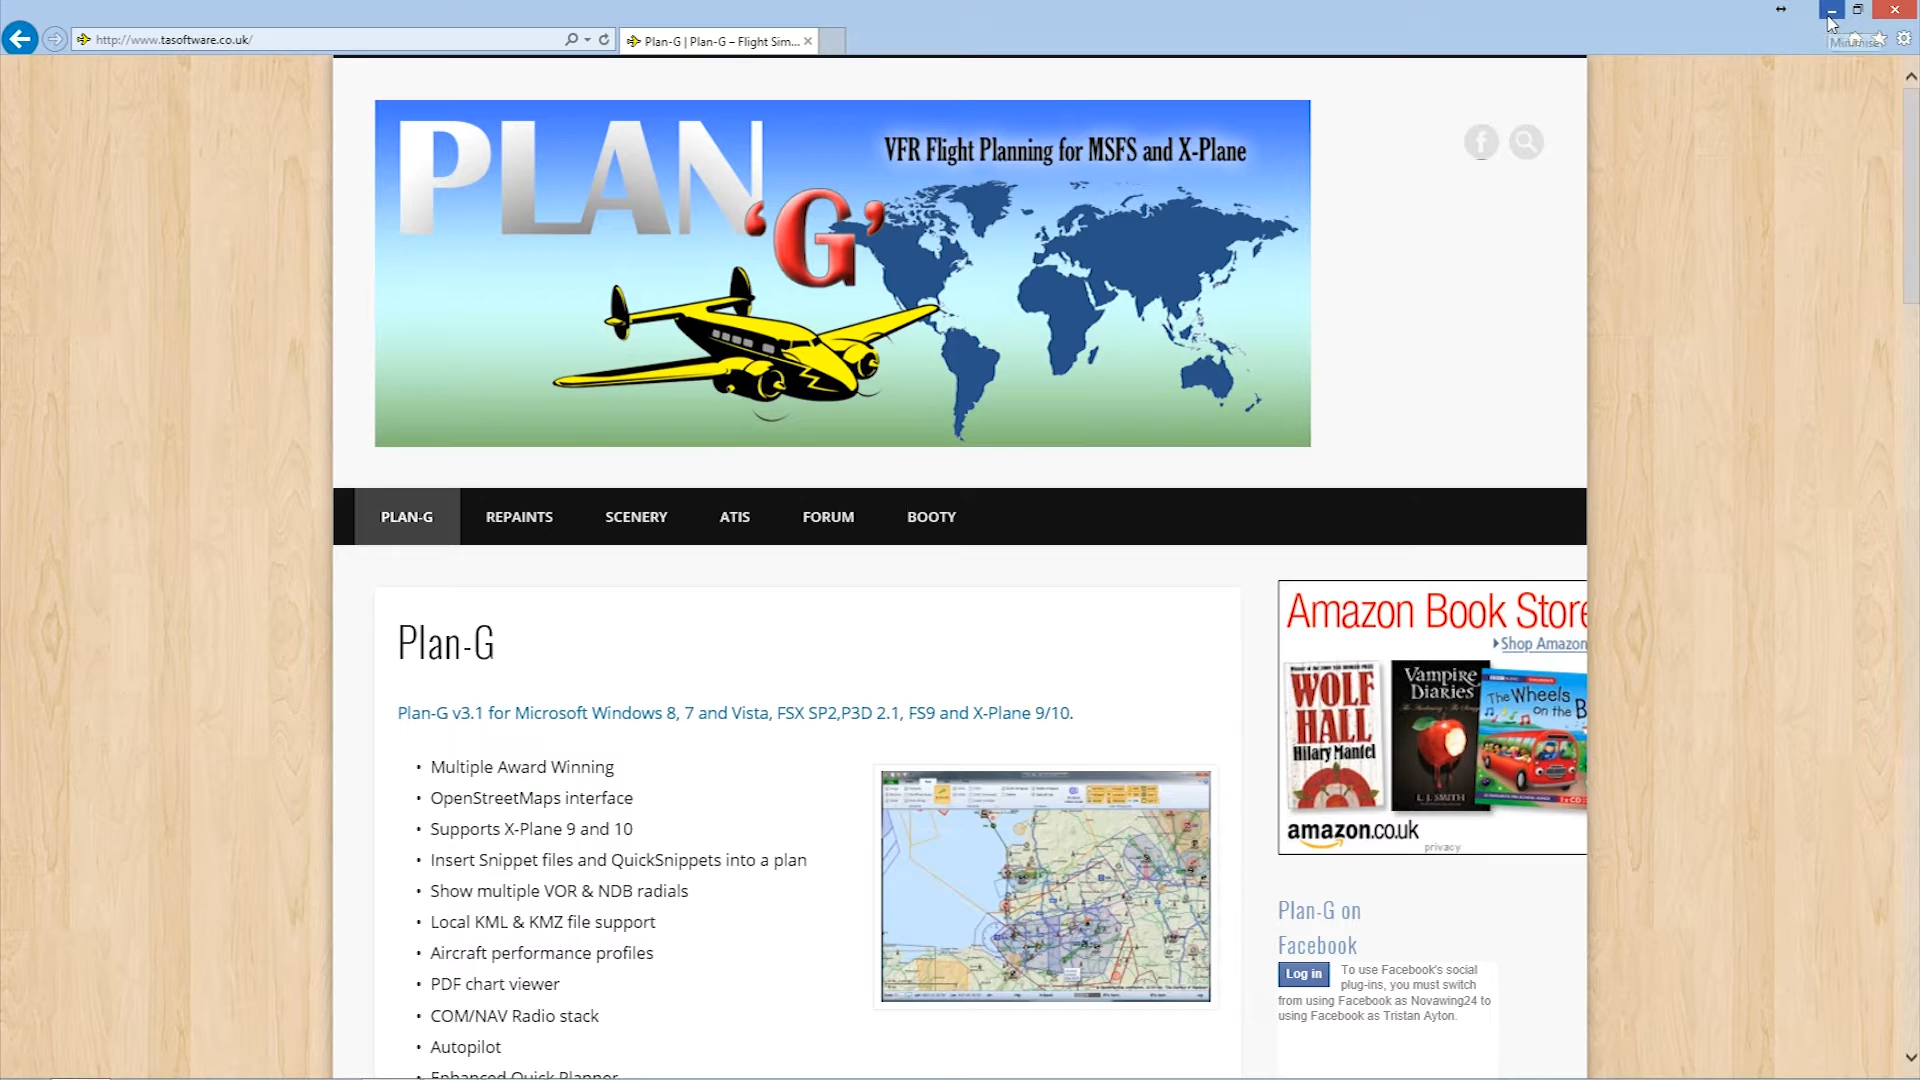 http://www.tasoftware.co.uk/
Plan-G | Plan-G – Flight Sim...
Minimise
PLAN 'G'
VFR Flight Planning for MSFS and X-Plane
PLAN-G
REPAINTS
SCENERY
ATIS
FORUM
BOOTY
Plan-G
Plan-G v3.1 for Microsoft Windows 8, 7 and Vista, FSX SP2,P3D 2.1, FS9 and X-Plane 9/10.
• Multiple Award Winning
• OpenStreetMaps interface
• Supports X-Plane 9 and 10
• Insert Snippet files and QuickSnippets into a plan
• Show multiple VOR & NDB radials
• Local KML & KMZ file support
• Aircraft performance profiles
• PDF chart viewer
• COM/NAV Radio stack
• Autopilot
• Enhanced Quick Planner
Amazon Book Store
Shop Amazon
WOLF
HALL
Hilary Mantel
Vampire
Diaries
L. J. SMITH
The Wheels
on the B
amazon.co.uk
privacy
Plan-G on
Facebook
Log in
To use Facebook's social
plug-ins, you must switch
from using Facebook as Novawing24 to
using Facebook as Tristan Ayton.